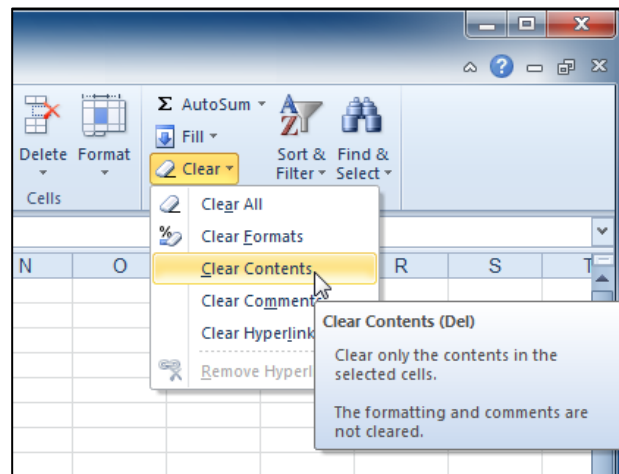 Σ AutoSum
Fill
Clear
Delete Format
Sort & Find &
Filter Select
Cells
Clear All
Clear Formats
Clear Contents
Clear Comments
Clear Hyperlink
Remove Hyperl
N O R S T
Clear Contents (Del)
Clear only the contents in the
selected cells.
The formatting and comments are
not cleared.